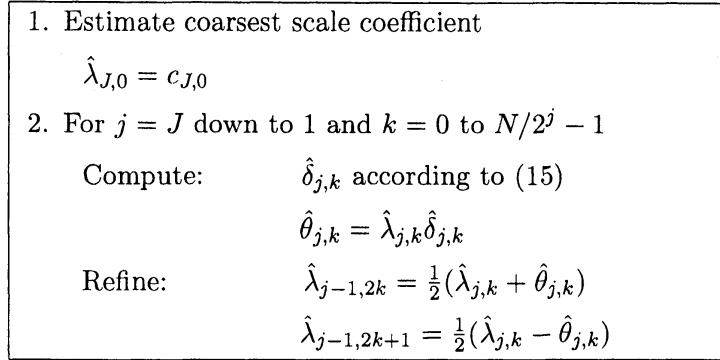 1. Estimate coarsest scale coefficient
λ̂_{J,0} = c_{J,0}
2. For j = J down to 1 and k = 0 to N/2^j − 1
Compute: δ̂_{j,k} according to (15)
θ̂_{j,k} = λ̂_{j,k}δ̂_{j,k}
Refine: λ̂_{j−1,2k} = ½(λ̂_{j,k} + θ̂_{j,k})
λ̂_{j−1,2k+1} = ½(λ̂_{j,k} − θ̂_{j,k})